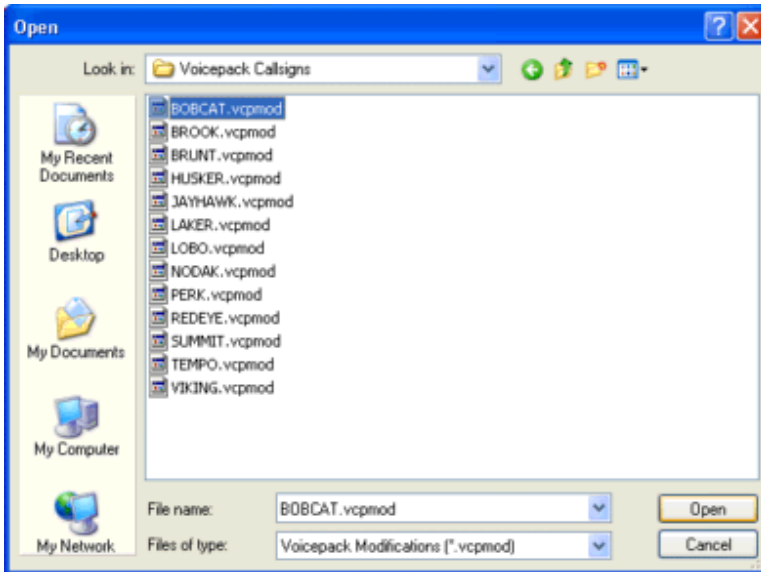 Open
Look in:
Voicepack Callsigns
My Recent
Documents
Desktop
My Documents
My Computer
My Network
BOBCAT.vcpmod
BROOK.vcpmod
BRUNT.vcpmod
HUSKER.vcpmod
JAYHAWK.vcpmod
LAKER.vcpmod
LOBO.vcpmod
NODAK.vcpmod
PERK.vcpmod
REDEYE.vcpmod
SUMMIT.vcpmod
TEMPO.vcpmod
VIKING.vcpmod
File name:
BOBCAT.vcpmod
Open
Files of type:
Voicepack Modifications (*.vcpmod)
Cancel